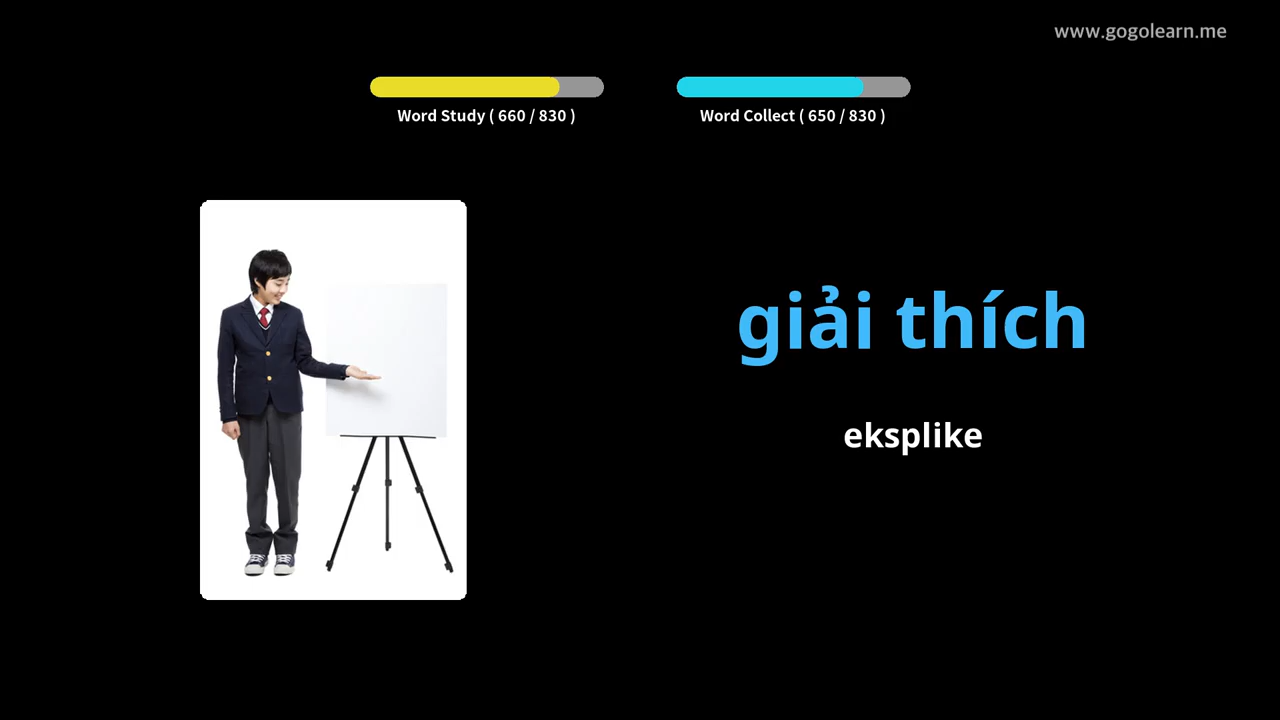 www.gogolearn.me
Word Study ( 660 / 830 )
Word Collect ( 650 / 830 )
giải thích
eksplike